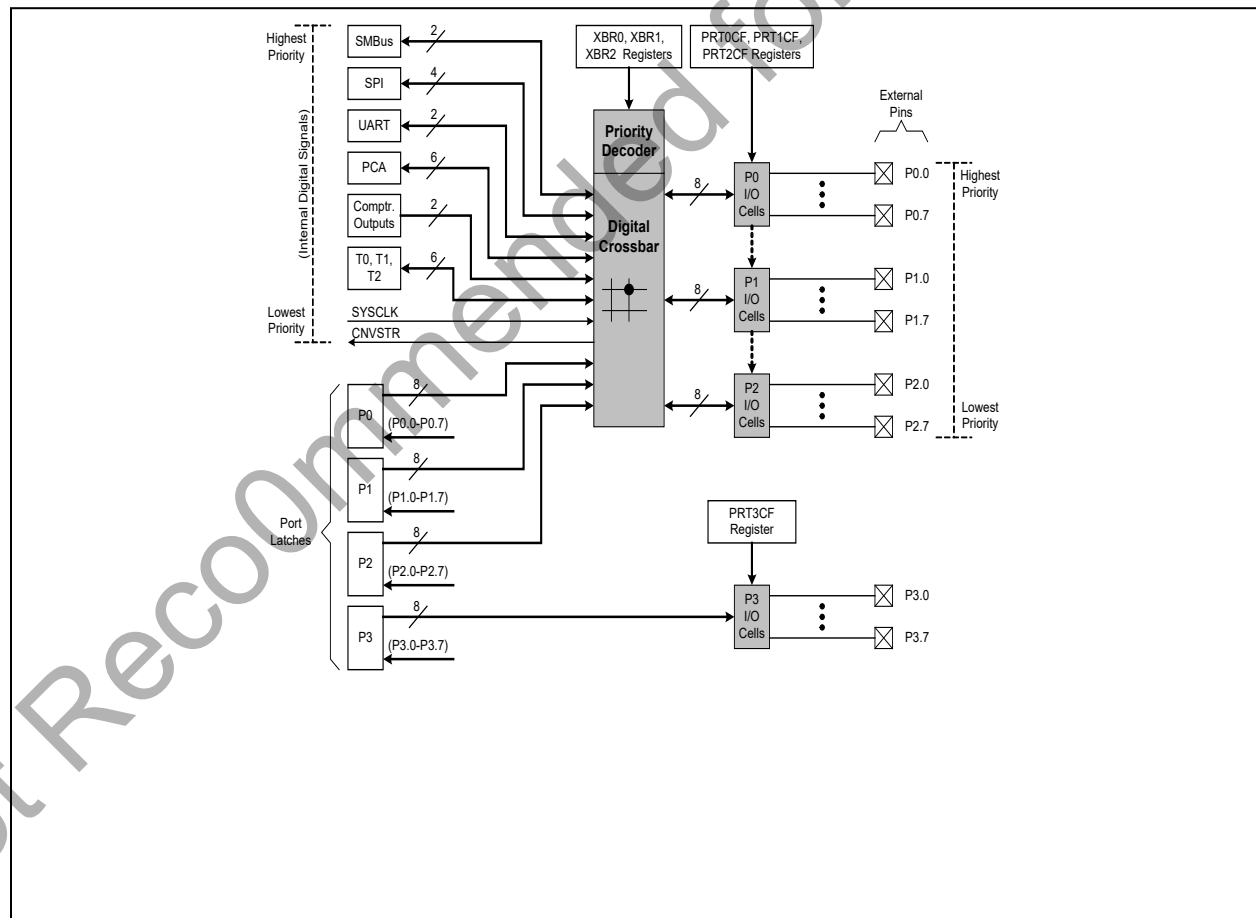 Highest
Priority
(Internal Digital Signals)
Lowest
Priority
SMBus
2
SPI
4
UART
2
PCA
6
Comptr.
Outputs
2
T0, T1,
T2
6
SYSCLK
CNVSTR
XBR0, XBR1,
XBR2 Registers
PRT0CF, PRT1CF,
PRT2CF Registers
Priority
Decoder
Digital
Crossbar
8
P0
I/O
Cells
8
P1
I/O
Cells
8
P2
I/O
Cells
External
Pins
P0.0
P0.7
P1.0
P1.7
P2.0
P2.7
Highest
Priority
Lowest
Priority
Port
Latches
P0
8
(P0.0-P0.7)
P1
8
(P1.0-P1.7)
P2
8
(P2.0-P2.7)
P3
8
(P3.0-P3.7)
PRT3CF
Register
P3
I/O
Cells
P3.0
P3.7
Reco0mmended